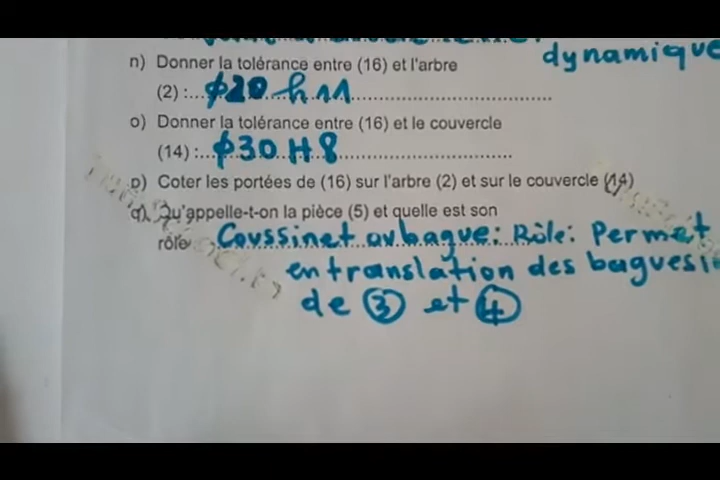 dynamique
n) Donner la tolérance entre (16) et l'arbre
(2) :...ϕ20 h11...
o) Donner la tolérance entre (16) et le couvercle
(14) :...ϕ30 H8...
p) Coter les portées de (16) sur l'arbre (2) et sur le couvercle (14)
q) Qu'appelle-t-on la pièce (5) et quelle est son
rôle Coussinet ou bague: Rôle: Permet
en translation des bagues
de ③ et ④